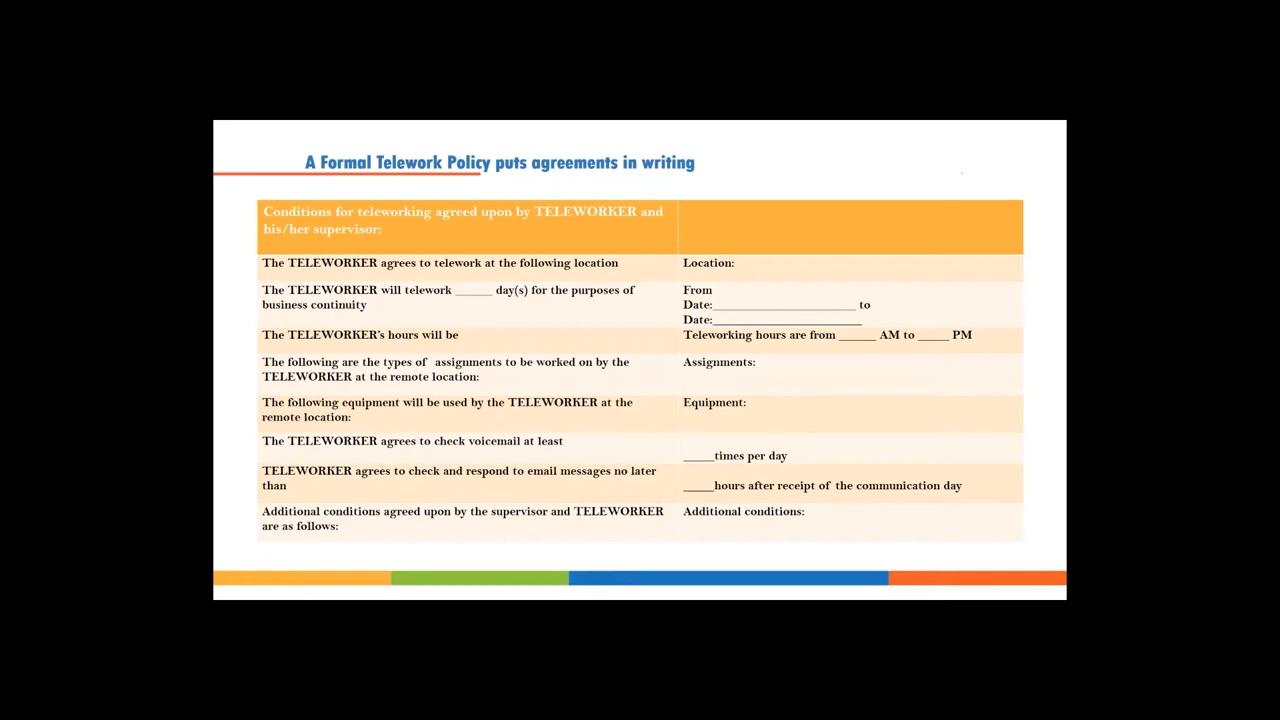 A Formal Telework Policy puts agreements in writing
Conditions for teleworking agreed upon by TELEWORKER and
his/her supervisor:
The TELEWORKER agrees to telework at the following location
Location:
The TELEWORKER will telework ______ day(s) for the purposes of
business continuity
From
Date:_______________________ to
Date:________________________
The TELEWORKER's hours will be
Teleworking hours are from ______ AM to _____ PM
The following are the types of  assignments to be worked on by the
TELEWORKER at the remote location:
Assignments:
The following equipment will be used by the TELEWORKER at the
remote location:
Equipment:
The TELEWORKER agrees to check voicemail at least
_____times per day
TELEWORKER agrees to check and respond to email messages no later
than
_____hours after receipt of the communication day
Additional conditions agreed upon by the supervisor and TELEWORKER
are as follows:
Additional conditions: